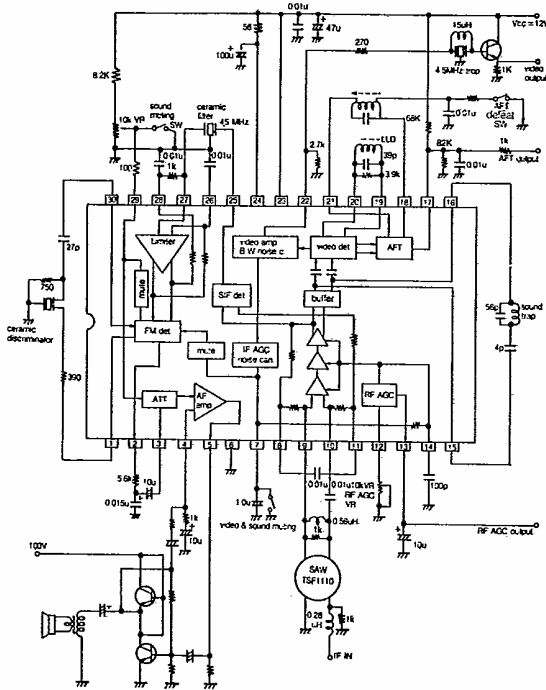 56
0.01u
47u
15uH
Vcc = 12V
270
100u
4.5MHz trap
1K
video output
8.2K
10k VR
sound muting
SW
ceramic filter
4.5 MHz
68K
0.01u
AFT defeat SW
0.01u
1k
0.01u
2.7k
39p
3.9k
82K
0.01u
1k
AFT output
100
30
29
28
27
26
25
24
23
22
21
20
19
18
17
16
27p
750
ceramic discriminator
390
Limiter
mute
FM det
mute
ATT
AF amp
SIF det
video amp
B.W noise c
IF AGC
noise can.
video det
AFT
buffer
RF AGC
56p
sound trap
4p
1
2
3
4
5
6
7
8
9
10
11
12
13
14
15
5.6k
10u
0.015u
1k
10u
1.0u
video & sound muting
0.01u
0.01u
10kVR
RF AGC VR
100p
0.56uH
1k
10u
RF AGC output
100V
SAW
TSF1110
0.28 uH
1k
IF IN